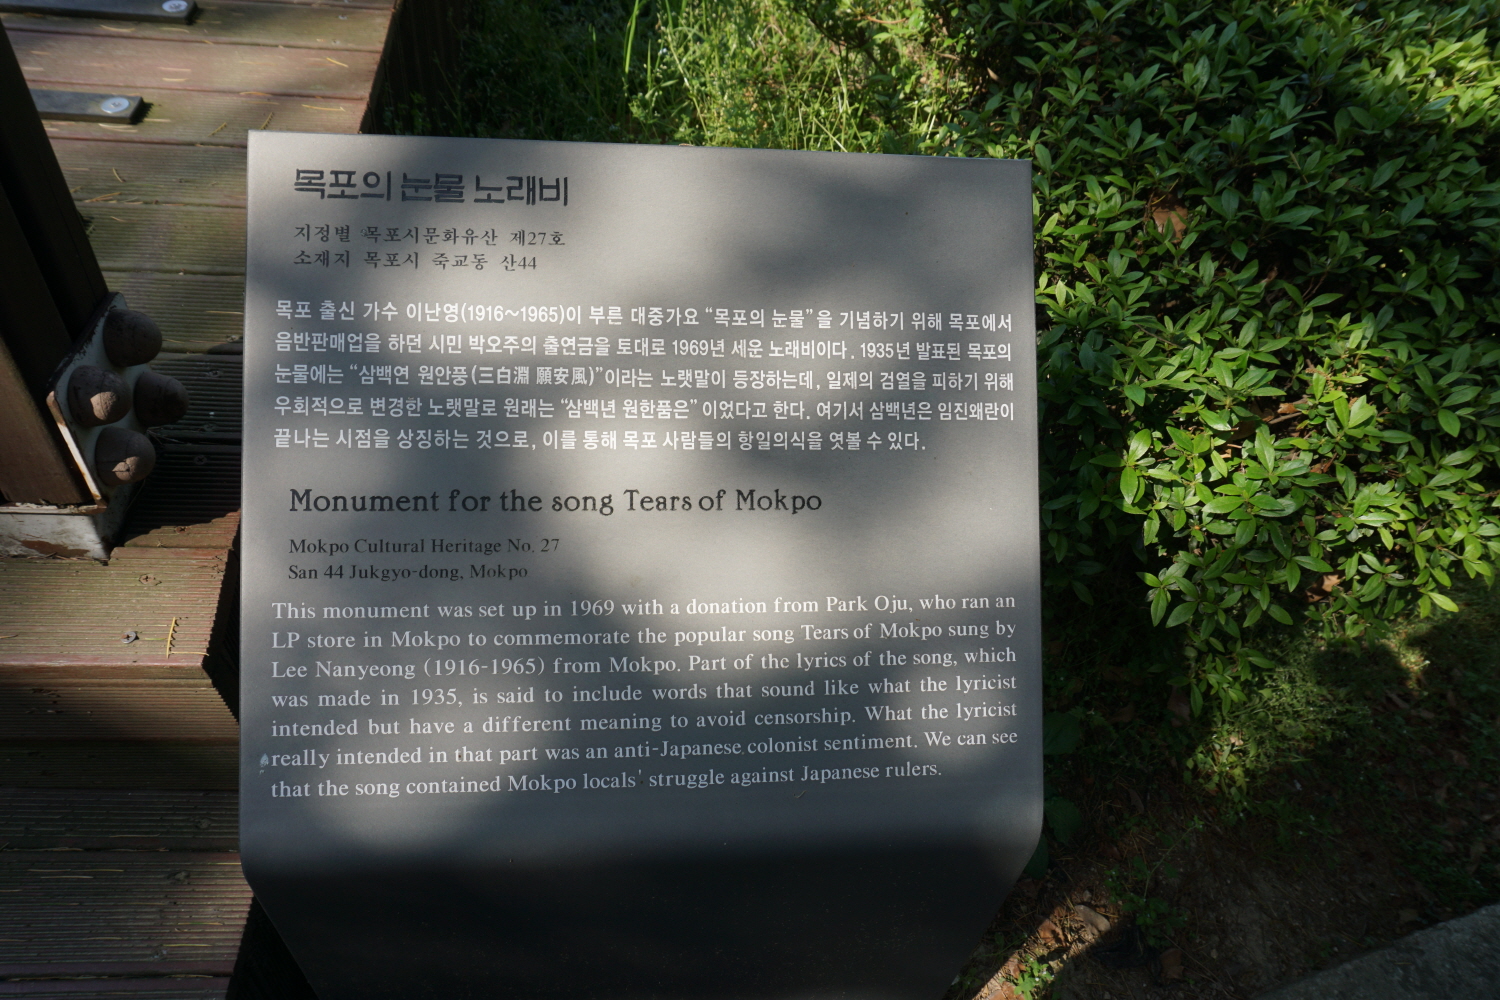 목포의 눈물 노래비
지정별 목포시문화유산 제27호
소재지 목포시 죽교동 산44
목포 출신 가수 이난영(1916~1965)이 부른 대중가요 “목포의 눈물”을 기념하기 위해 목포에서
음반판매업을 하던 시민 박오주의 출연금을 토대로 1969년 세운 노래비이다. 1935년 발표된 목포의
눈물에는 “삼백연 원안풍(三白淵 願安風)”이라는 노랫말이 등장하는데, 일제의 검열을 피하기 위해
우회적으로 변경한 노랫말로 원래는 “삼백년 원한품은” 이었다고 한다. 여기서 삼백년은 임진왜란이
끝나는 시점을 상징하는 것으로, 이를 통해 목포 사람들의 항일의식을 엿볼 수 있다.
Monument for the song Tears of Mokpo
Mokpo Cultural Heritage No. 27
San 44 Jukgyo-dong, Mokpo
This monument was set up in 1969 with a donation from Park Oju, who ran an
LP store in Mokpo to commemorate the popular song Tears of Mokpo sung by
Lee Nanyeong (1916-1965) from Mokpo. Part of the lyrics of the song, which
was made in 1935, is said to include words that sound like what the lyricist
intended but have a different meaning to avoid censorship. What the lyricist
really intended in that part was an anti-Japanese colonist sentiment. We can see
that the song contained Mokpo locals' struggle against Japanese rulers.